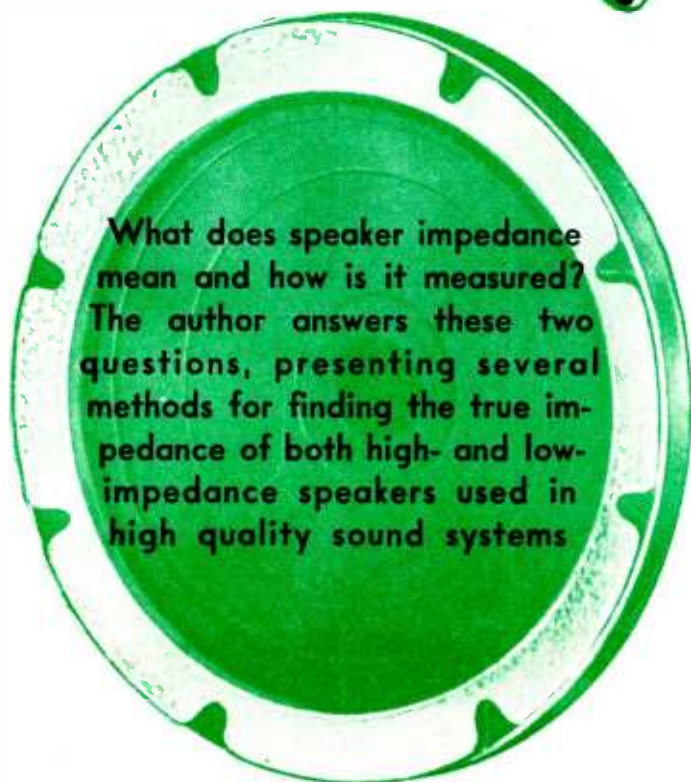 What does speaker impedance
mean and how is it measured?
The author answers these two
questions, presenting several
methods for finding the true im-
pedance of both high- and low-
impedance speakers used in
high quality sound systems